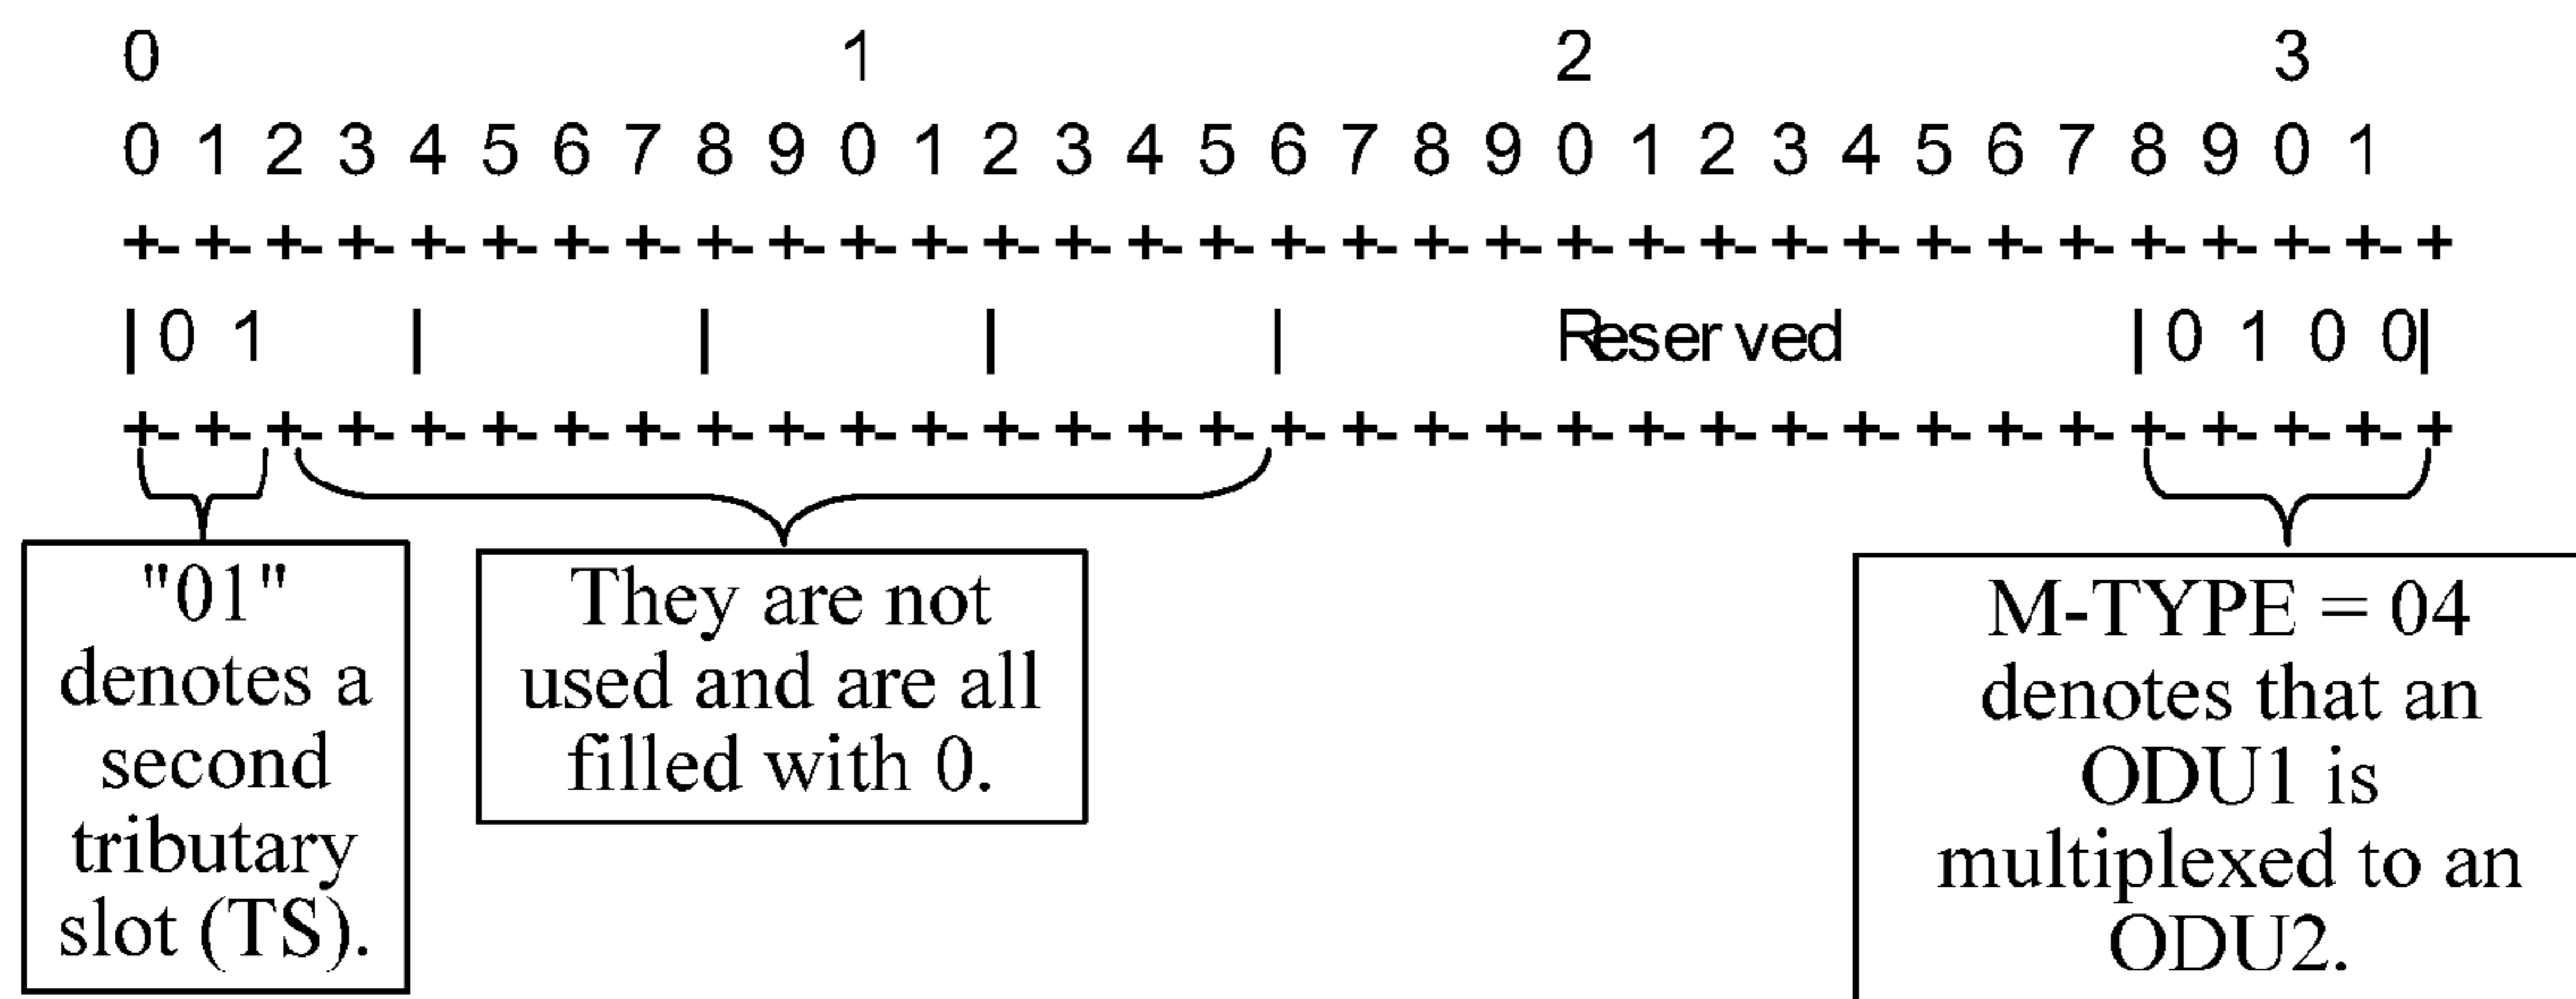 0 1 2 3
0 1 2 3 4 5 6 7 8 9 0 1 2 3 4 5 6 7 8 9 0 1 2 3 4 5 6 7 8 9 0 1
+-+-+-+-+-+-+-+-+-+-+-+-+-+-+-+-+-+-+-+-+-+-+-+-+-+-+-+-+-+-+-+-+
|0 1 | | | | Reserved |0 1 0 0|
+-+-+-+-+-+-+-+-+-+-+-+-+-+-+-+-+-+-+-+-+-+-+-+-+-+-+-+-+-+-+-+-+
"01"
denotes a
second
tributary
slot (TS).
They are not
used and are all
filled with 0.
M-TYPE = 04
denotes that an
ODU1 is
multiplexed to an
ODU2.